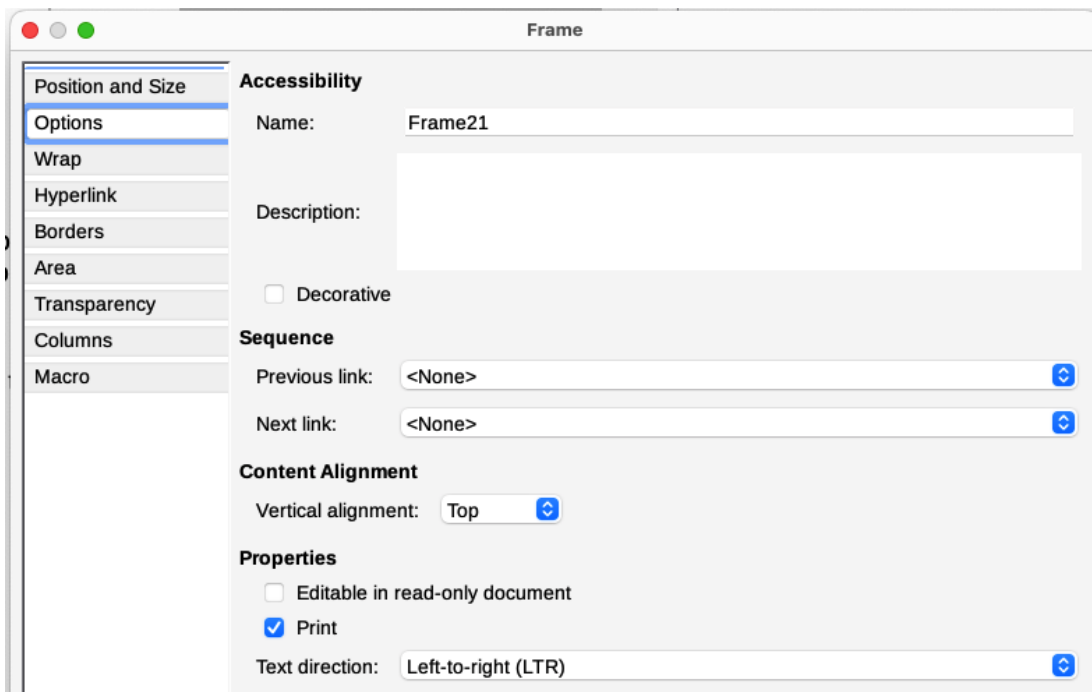 Frame
Position and Size
Options
Wrap
Hyperlink
Borders
Area
Transparency
Columns
Macro
Accessibility
Name: Frame21
Description:
Decorative
Sequence
Previous link: <None>
Next link: <None>
Content Alignment
Vertical alignment: Top
Properties
Editable in read-only document
Print
Text direction: Left-to-right (LTR)